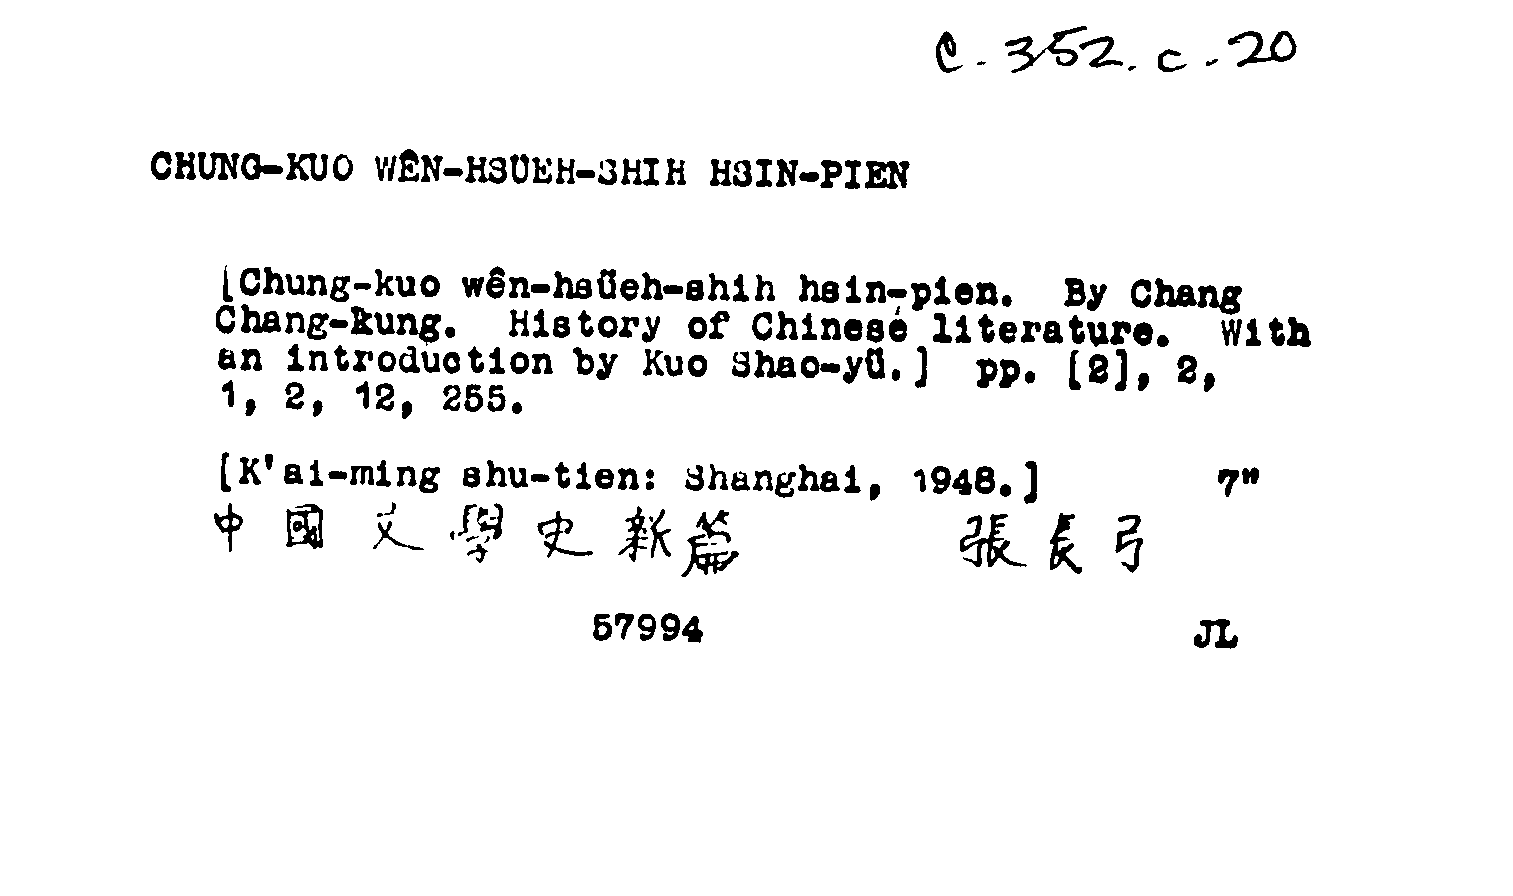 C.352.c.20
CHUNG-KUO WÊN-HSÜEH-SHIH HSIN-PIEN
[Chung-kuo wên-hsüeh-shih hsin-pien. By Chang
Chang-kung. History of Chinese literature. With
an introduction by Kuo Shao-yü.] pp. [2], 2,
1, 2, 12, 255.
[K'ai-ming shu-tien: Shanghai, 1948.] 7"
中國文學史新篇 張長弓
57994 JL